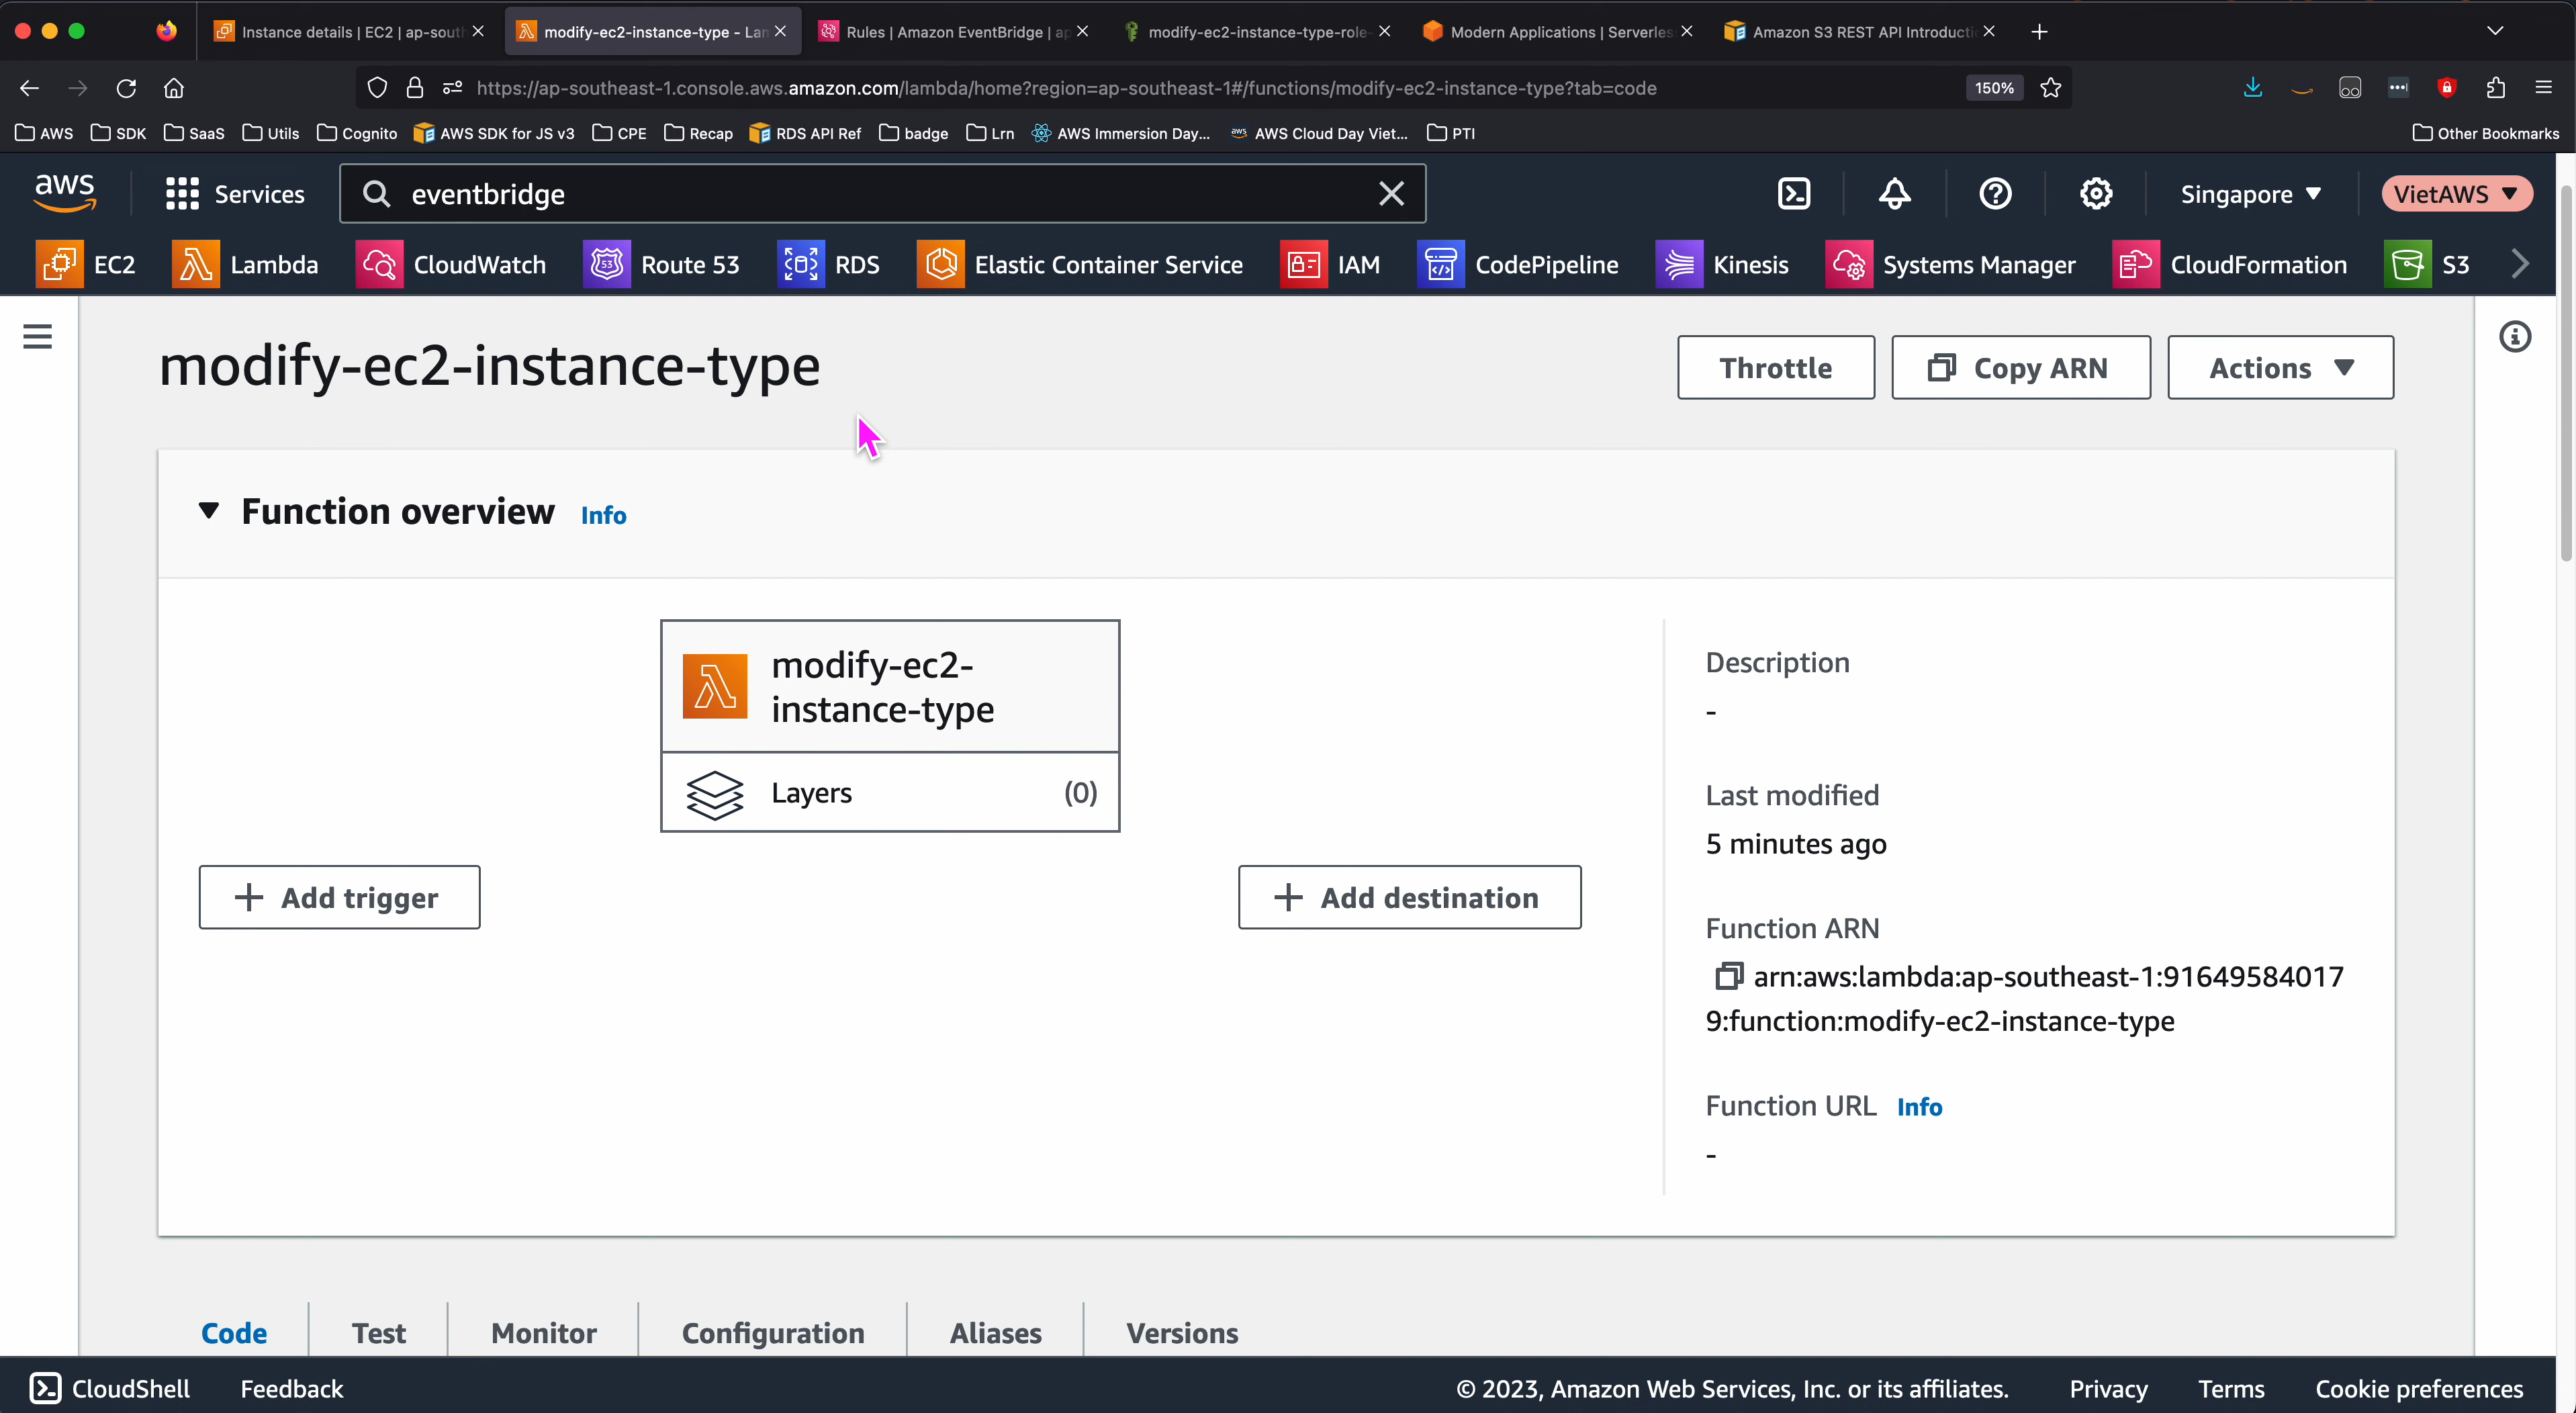 Instance details | EC2 | ap-sout
modify-ec2-instance-type - Lan
Rules | Amazon EventBridge | ap
modify-ec2-instance-type-role-
Modern Applications | Serverles
Amazon S3 REST API Introducti
https://ap-southeast-1.console.aws.amazon.com/lambda/home?region=ap-southeast-1#/functions/modify-ec2-instance-type?tab=code
150%
AWS
SDK
SaaS
Utils
Cognito
AWS SDK for JS v3
CPE
Recap
RDS API Ref
badge
Lrn
AWS Immersion Day...
aws
AWS Cloud Day Viet...
PTI
Other Bookmarks
aws
Services
eventbridge
Singapore
VietAWS
EC2
Lambda
CloudWatch
53
Route 53
RDS
Elastic Container Service
IAM
CodePipeline
Kinesis
Systems Manager
CloudFormation
S3
modify-ec2-instance-type
Throttle
Copy ARN
Actions
Function overview
Info
modify-ec2-
instance-type
Layers
(0)
Add trigger
Add destination
Description
-
Last modified
5 minutes ago
Function ARN
arn:aws:lambda:ap-southeast-1:91649584017
9:function:modify-ec2-instance-type
Function URL
Info
-
Code
Test
Monitor
Configuration
Aliases
Versions
CloudShell
Feedback
© 2023, Amazon Web Services, Inc. or its affiliates.
Privacy
Terms
Cookie preferences